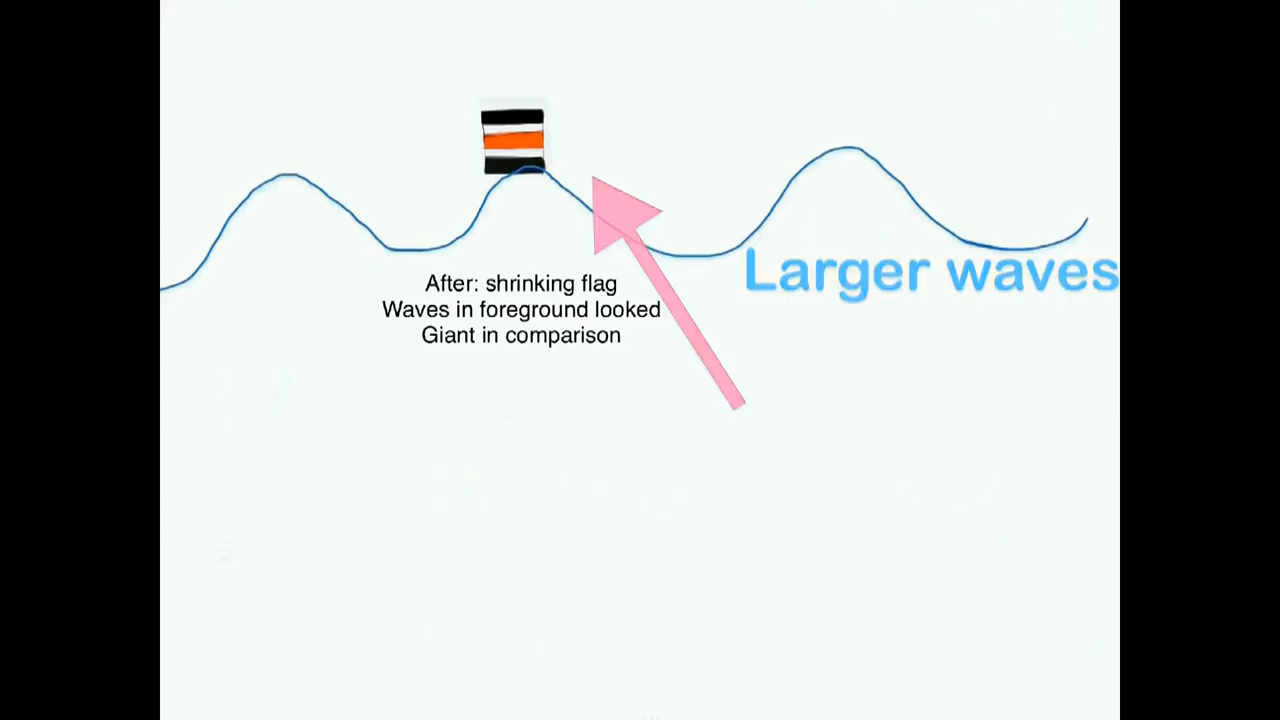 After: shrinking flag
Waves in foreground looked
Giant in comparison
Larger waves